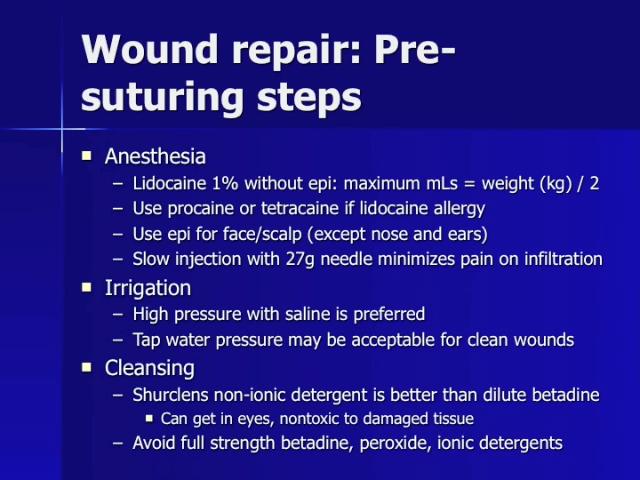 Wound repair: Pre-
suturing steps
■ Anesthesia
– Lidocaine 1% without epi: maximum mLs = weight (kg) / 2
– Use procaine or tetracaine if lidocaine allergy
– Use epi for face/scalp (except nose and ears)
– Slow injection with 27g needle minimizes pain on infiltration
■ Irrigation
– High pressure with saline is preferred
– Tap water pressure may be acceptable for clean wounds
■ Cleansing
– Shurclens non-ionic detergent is better than dilute betadine
■ Can get in eyes, nontoxic to damaged tissue
– Avoid full strength betadine, peroxide, ionic detergents